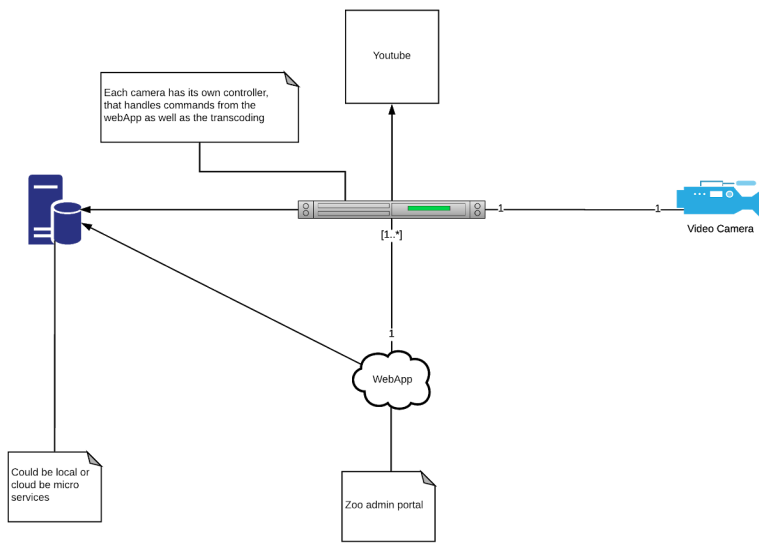 Youtube
Each camera has its own controller,
that handles commands from the
webApp as well as the transcoding
1
1
Video Camera
[1..*]
1
WebApp
Could be local or
cloud be micro
services
Zoo admin portal